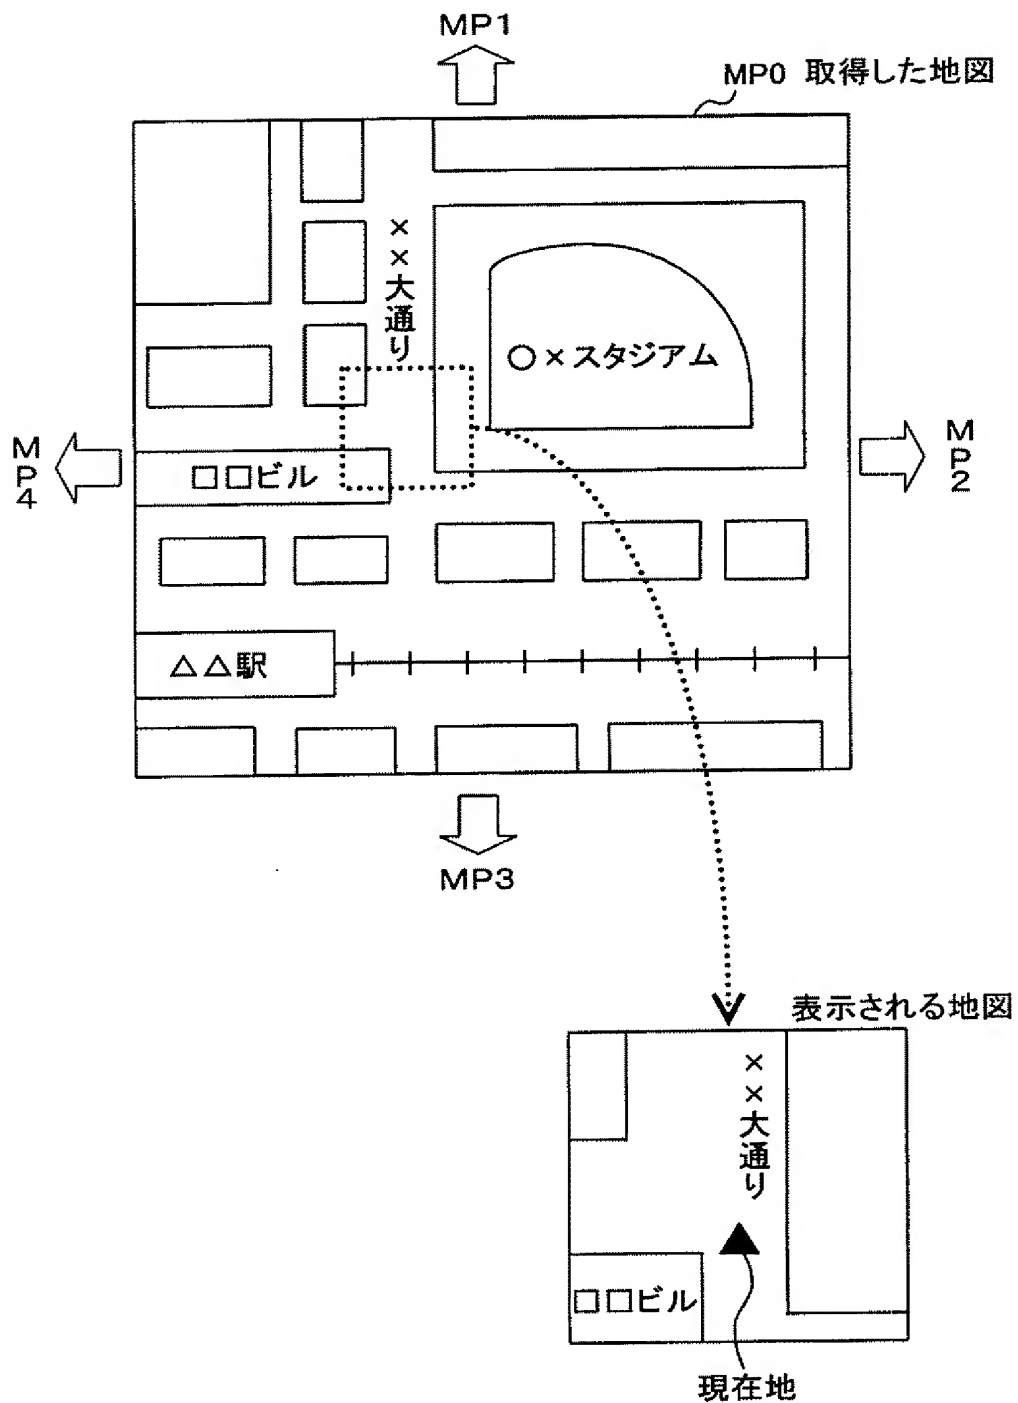 MP1
MP0 取得した地図
××大通り
○×スタジアム
MP4
MP2
□□ビル
△△駅
MP3
表示される地図
××大通り
□□ビル
現在地